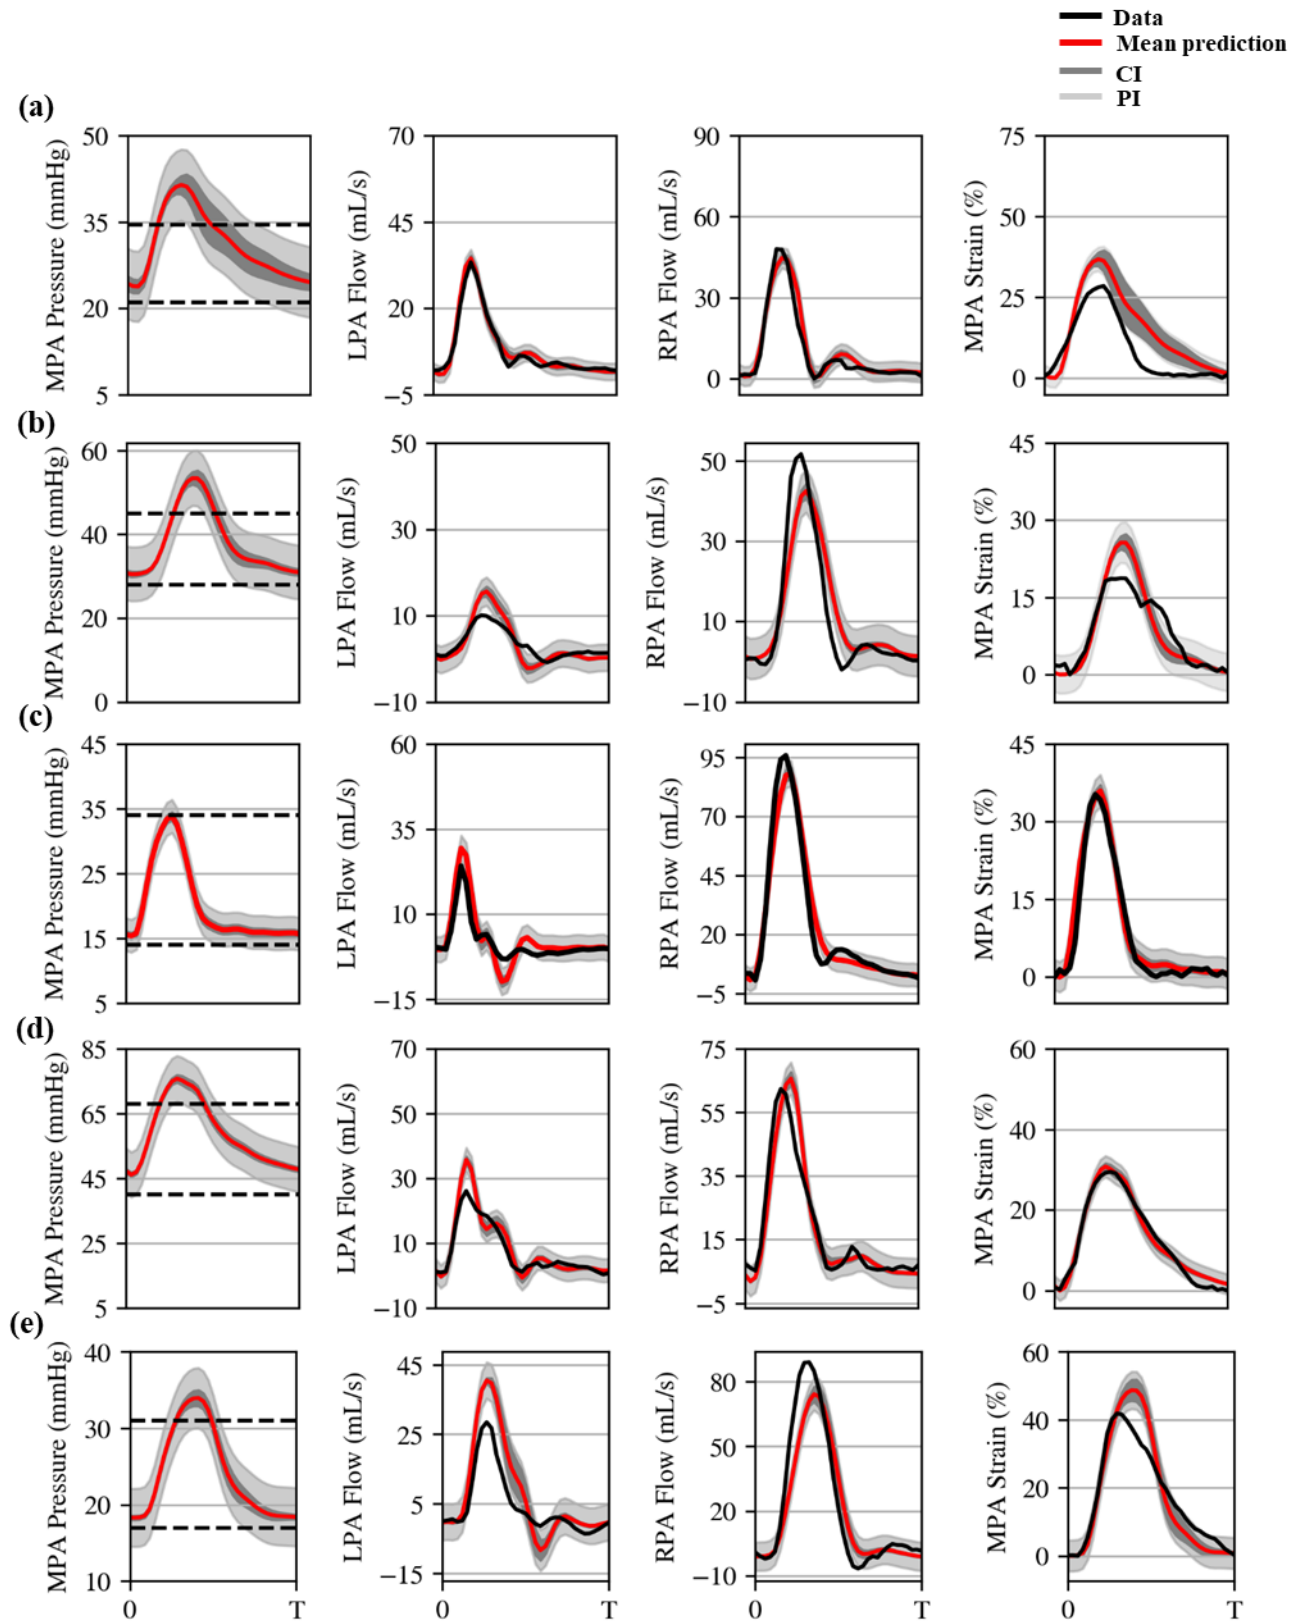 Data
Mean prediction
CI
PI
(a)
MPA Pressure (mmHg)
50
35
20
5
LPA Flow (mL/s)
70
45
20
−5
RPA Flow (mL/s)
90
60
30
0
MPA Strain (%)
75
50
25
0
(b)
MPA Pressure (mmHg)
60
40
20
0
LPA Flow (mL/s)
50
30
10
−10
RPA Flow (mL/s)
50
30
10
−10
MPA Strain (%)
45
30
15
0
(c)
MPA Pressure (mmHg)
45
35
25
15
5
LPA Flow (mL/s)
60
35
10
−15
RPA Flow (mL/s)
95
70
45
20
−5
MPA Strain (%)
45
30
15
0
(d)
MPA Pressure (mmHg)
85
65
45
25
5
LPA Flow (mL/s)
70
50
30
10
−10
RPA Flow (mL/s)
75
55
35
15
−5
MPA Strain (%)
60
40
20
0
(e)
MPA Pressure (mmHg)
40
30
20
10
0 T
LPA Flow (mL/s)
45
25
5
−15
RPA Flow (mL/s)
80
50
20
−10
0 T
MPA Strain (%)
60
40
20
0
0 T